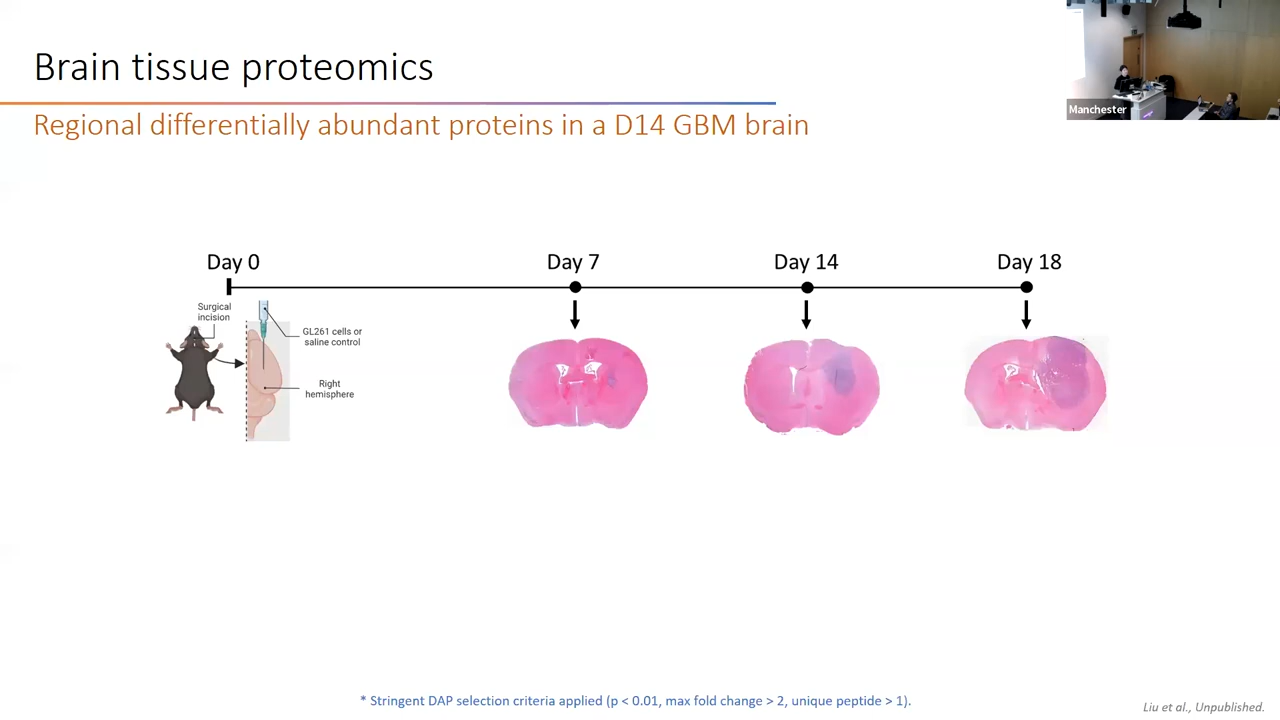 Brain tissue proteomics
Manchester
Regional differentially abundant proteins in a D14 GBM brain
Day 0
Day 7
Day 14
Day 18
Surgical
incision
GL261 cells or
saline control
Right
hemisphere
* Stringent DAP selection criteria applied (p < 0.01, max fold change > 2, unique peptide > 1).
Liu et al., Unpublished.